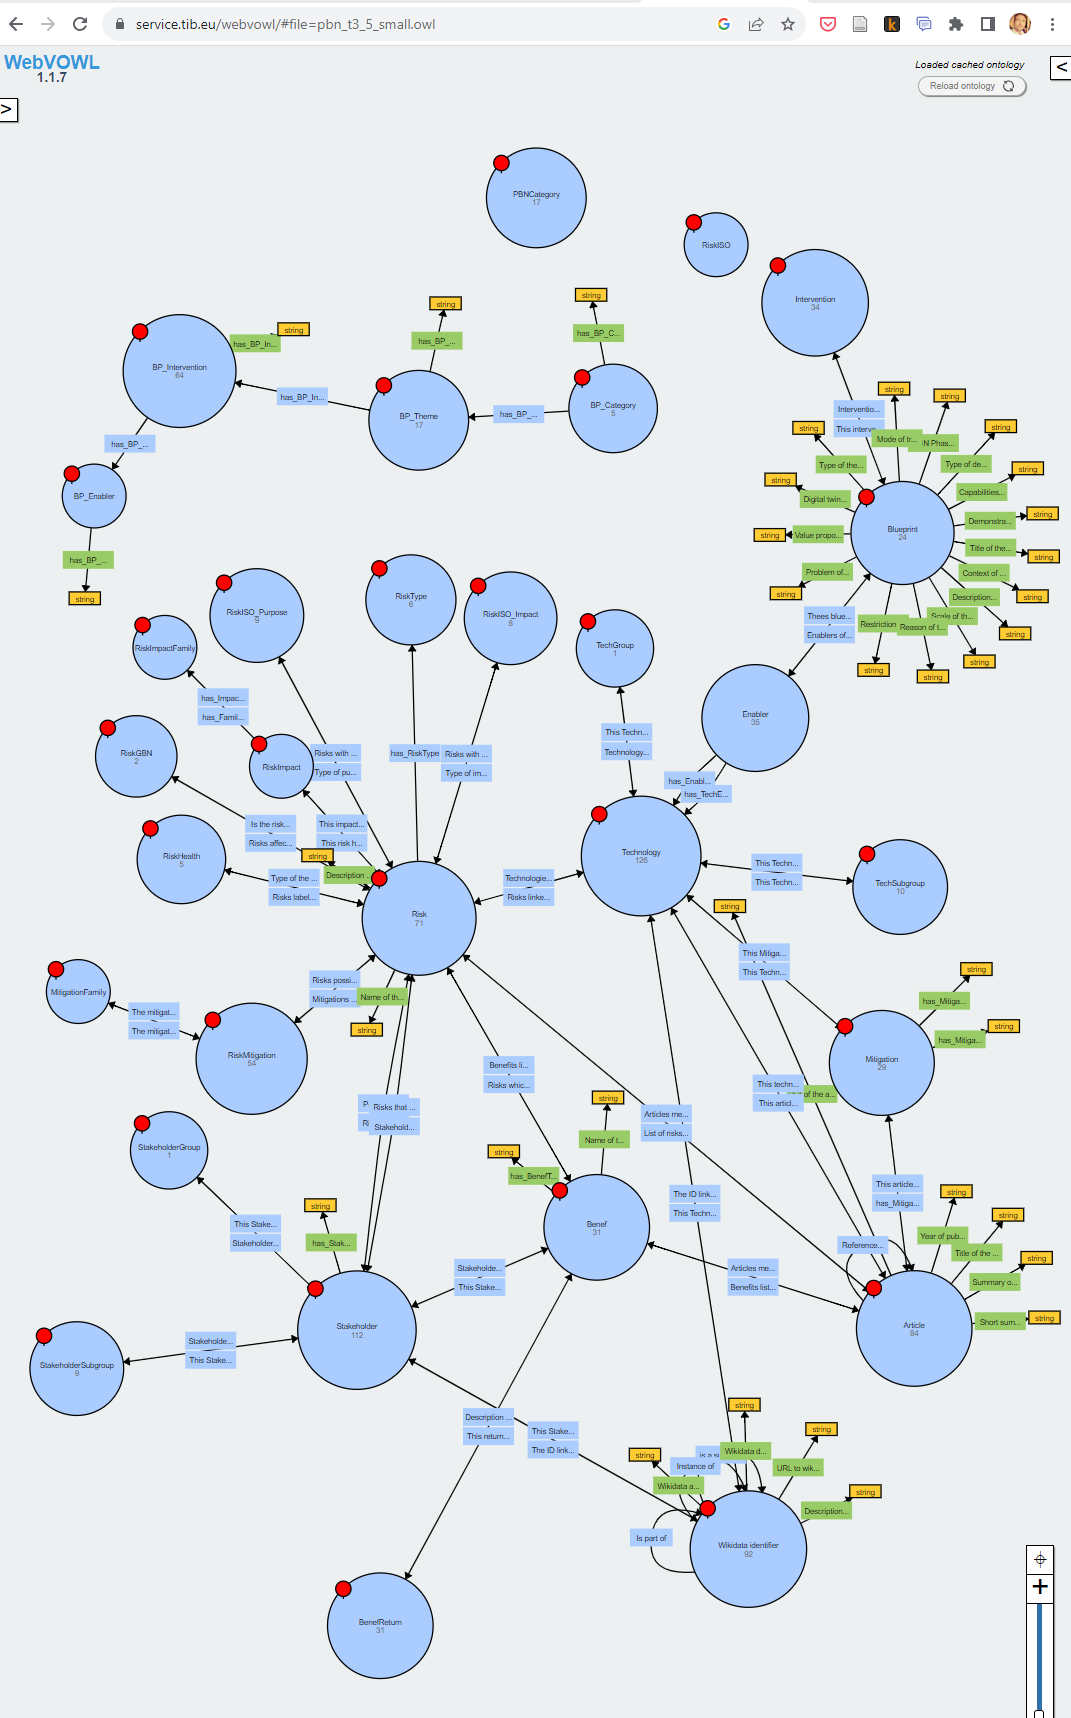 service.tib.eu/webvowl/#file=pbn_t3_5_small.owl
WebVOWL
1.1.7
Loaded cached ontology
Reload ontology
<
>
PBNCategory
17
RiskISO
Intervention
34
string
string
string
has_BP_In...
has_BP_...
has_BP_C...
BP_Intervention
64
has_BP_In...
BP_Theme
17
has_BP_...
BP_Category
5
has_BP_...
BP_Enabler
has_BP_...
string
Interventio...
This interv...
string
string
string
string
Mode of tr...
Type of the...
Type of de...
string
string
Digital twin...
Capabilities...
string
Value propo...
Demonstra...
string
Blueprint
24
Title of the...
string
Problem of...
Context of ...
string
string
Description...
Restriction
Reason of t...
string
string
string
string
Thees blue...
Enablers of...
RiskISO_Purpose
9
RiskType
6
RiskISO_Impact
8
RiskImpactFamily
TechGroup
1
has_Impac...
has_Famil...
Enabler
35
This Techn...
Technology...
RiskGBN
2
RiskImpact
Risks with ...
Type of pu...
has_RiskType
Risks with ...
Type of im...
has_Enabl...
has_TechE...
Is the risk...
Risks affec...
This impact...
This risk h...
RiskHealth
5
string
Description
Type of the ...
Risks label...
Technology
126
This Techn...
This Techn...
TechSubgroup
10
Technologie...
Risks linke...
Risk
71
string
This Mitiga...
This Techn...
MitigationFamily
The mitigat...
The mitigat...
Risks possi...
Mitigations ...
Name of th...
string
RiskMitigation
54
string
has_Mitiga...
string
has_Mitiga...
Mitigation
29
Benefits li...
Risks whic...
This techn...
This articl...
of the a...
Risks that ...
Stakehold...
string
Name of t...
Articles me...
List of risks...
StakeholderGroup
1
string
has_BenefT...
This article...
has_Mitiga...
The ID link...
This Techn...
string
has_Stak...
This Stake...
Stakeholder...
Benef
31
string
string
Year of pub...
Title of the ...
Reference...
string
Summary o...
Articles me...
Benefits list...
Stakeholde...
This Stake...
Article
84
Short sum...
string
Stakeholder
112
Stakeholde...
This Stake...
StakeholderSubgroup
9
Description ...
This return...
This Stake...
The ID link...
string
string
string
Wikidata d...
Instance of
URL to wik...
Wikidata a...
string
Description...
Is part of
Wikidata identifier
92
BenefReturn
31
+